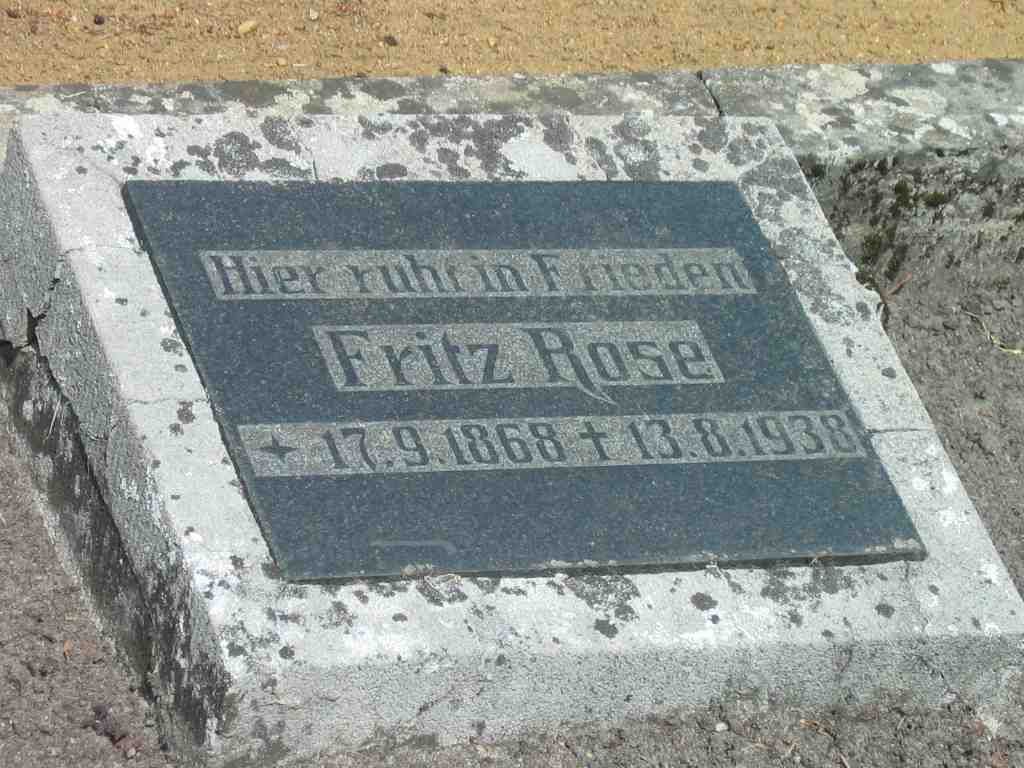 Hier ruht in Frieden
Fritz Rose
✦ 17.9.1868 ✝ 13.8.1938